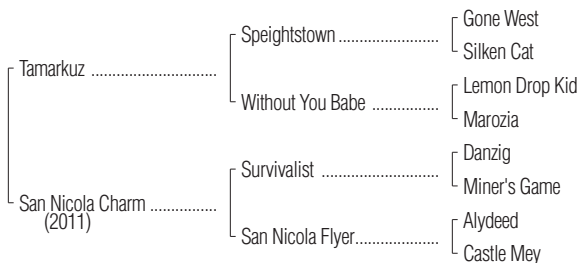 Gone West
Speightstown
Silken Cat
Tamarkuz
Lemon Drop Kid
Without You Babe
Marozia
Danzig
Survivalist
Miner's Game
San Nicola Charm
(2011)
Alydeed
San Nicola Flyer
Castle Mey